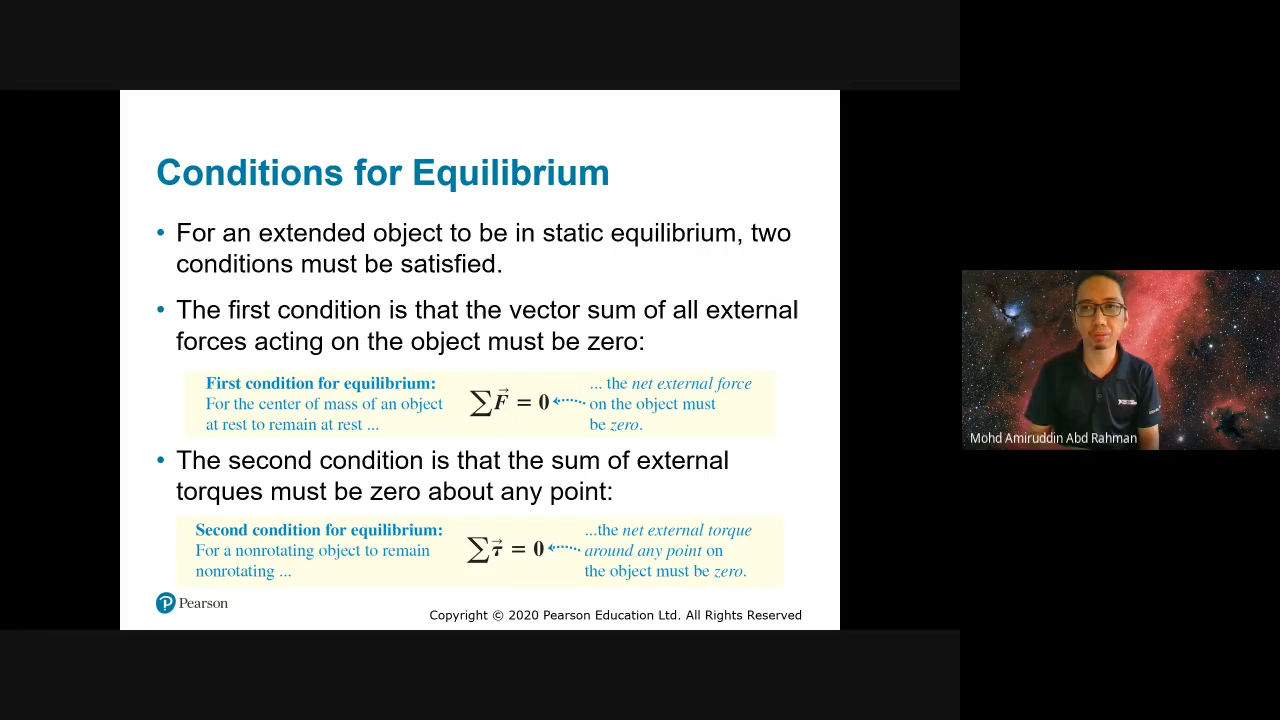 Conditions for Equilibrium
• For an extended object to be in static equilibrium, two
conditions must be satisfied.
• The first condition is that the vector sum of all external
forces acting on the object must be zero:
First condition for equilibrium:
For the center of mass of an object
at rest to remain at rest ...
∑F⃗ = 0
... the net external force
on the object must
be zero.
• The second condition is that the sum of external
torques must be zero about any point:
Second condition for equilibrium:
For a nonrotating object to remain
nonrotating ...
∑τ⃗ = 0
...the net external torque
around any point on
the object must be zero.
P Pearson
Copyright © 2020 Pearson Education Ltd. All Rights Reserved
Mohd Amiruddin Abd Rahman